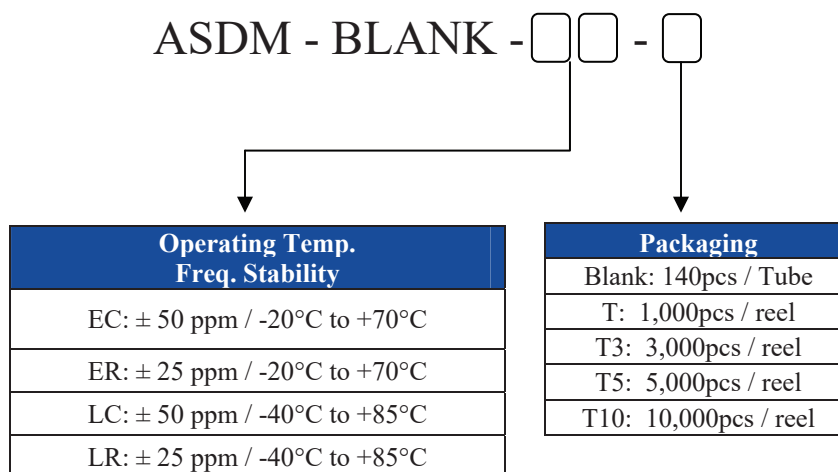 ASDM - BLANK - -
Operating Temp.
Freq. Stability
EC: ± 50 ppm / -20°C to +70°C
ER: ± 25 ppm / -20°C to +70°C
LC: ± 50 ppm / -40°C to +85°C
LR: ± 25 ppm / -40°C to +85°C
Packaging
Blank: 140pcs / Tube
T: 1,000pcs / reel
T3: 3,000pcs / reel
T5: 5,000pcs / reel
T10: 10,000pcs / reel